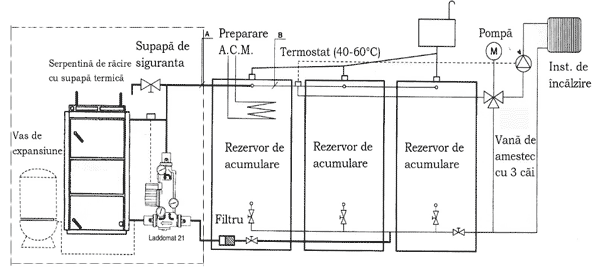 Serpentină de răcire
cu supapă termică
Supapă de
siguranta
A
Preparare
A.C.M.
B
Termostat (40-60°C)
Pompă
M
Inst. de
incălzire
Vas de
expansiune
Rezervor de
acumulare
Rezervor de
acumulare
Rezervor de
acumulare
Vană de
amestec
cu 3 căi
Filtru
Laddomat 21